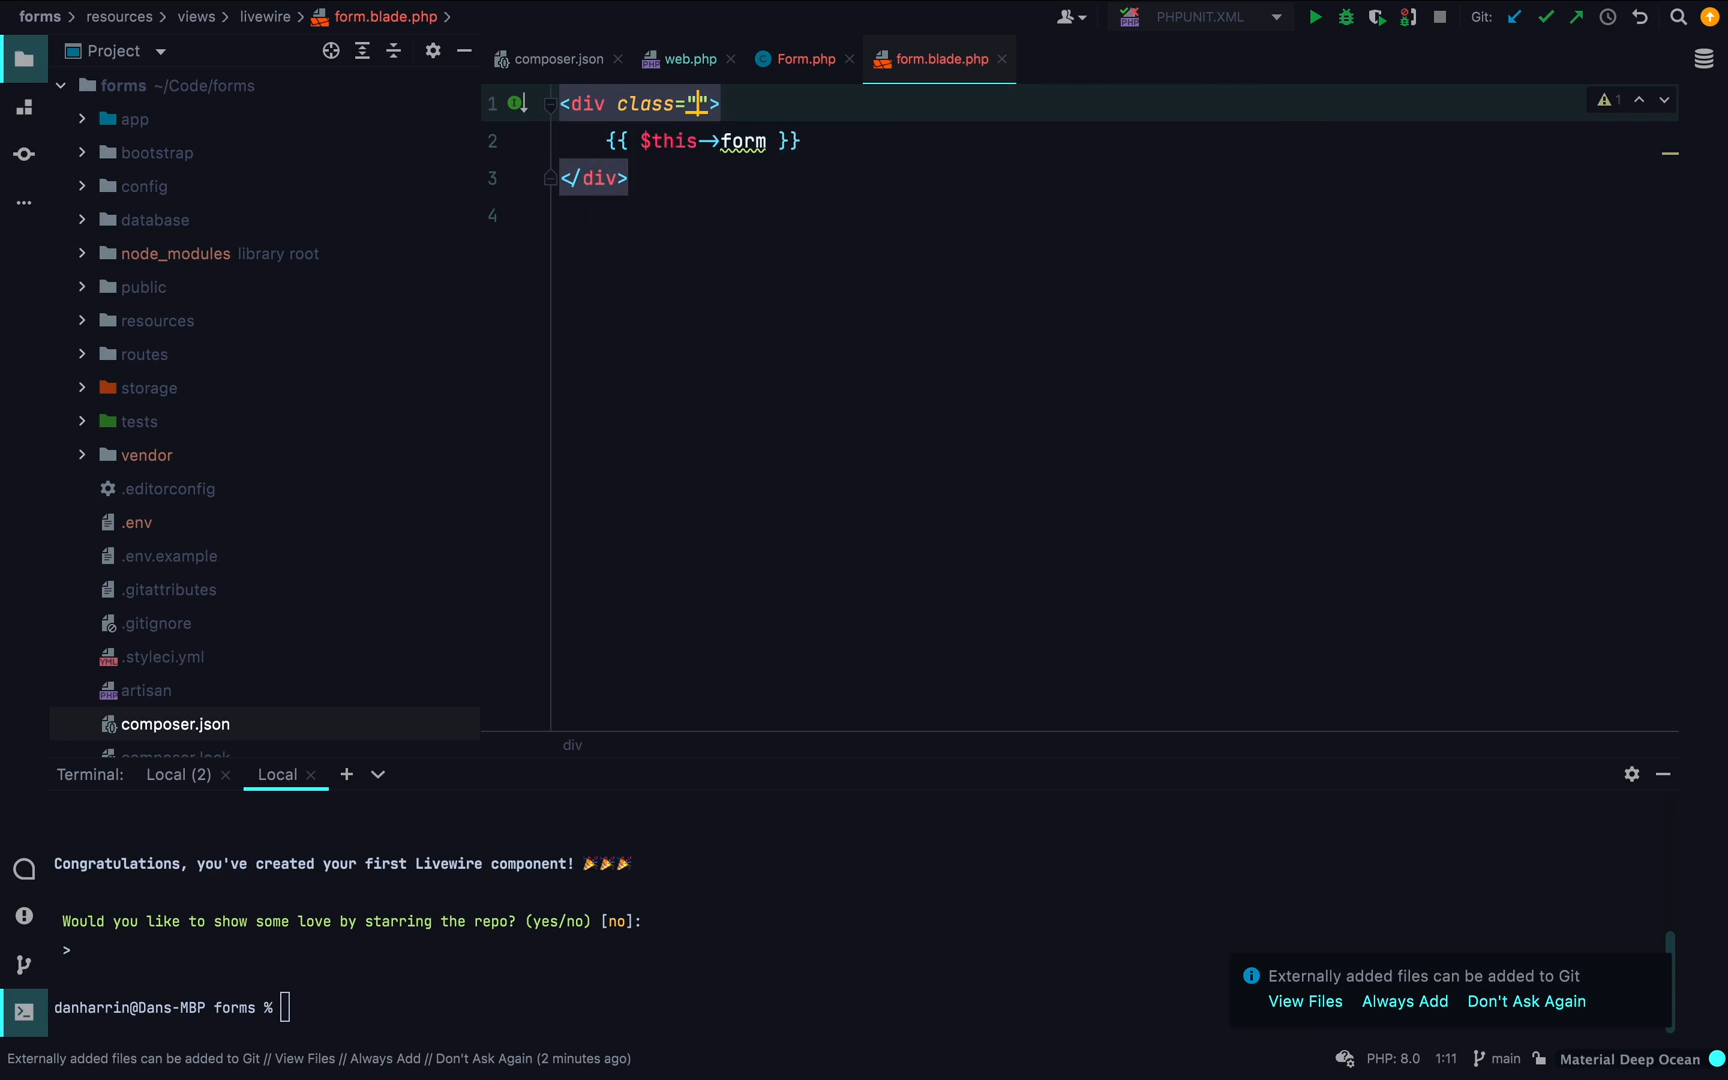 forms > resources > views > livewire > form.blade.php >
PHPUNIT.XML
Git:
Project
composer.json
web.php
Form.php
form.blade.php
forms ~/Code/forms
app
bootstrap
config
database
node_modules library root
public
resources
routes
storage
tests
vendor
.editorconfig
.env
.env.example
.gitattributes
.gitignore
.styleci.yml
artisan
composer.json
composer.lock
1 <div class="">
2 {{ $this->form }}
3 </div>
4
1
div
Terminal: Local (2) Local
Congratulations, you've created your first Livewire component! 🎉🎉🎉
Would you like to show some love by starring the repo? (yes/no) [no]:
>
danharrin@Dans-MBP forms %
Externally added files can be added to Git
View Files Always Add Don't Ask Again
Externally added files can be added to Git // View Files // Always Add // Don't Ask Again (2 minutes ago)
PHP: 8.0 1:11 main Material Deep Ocean